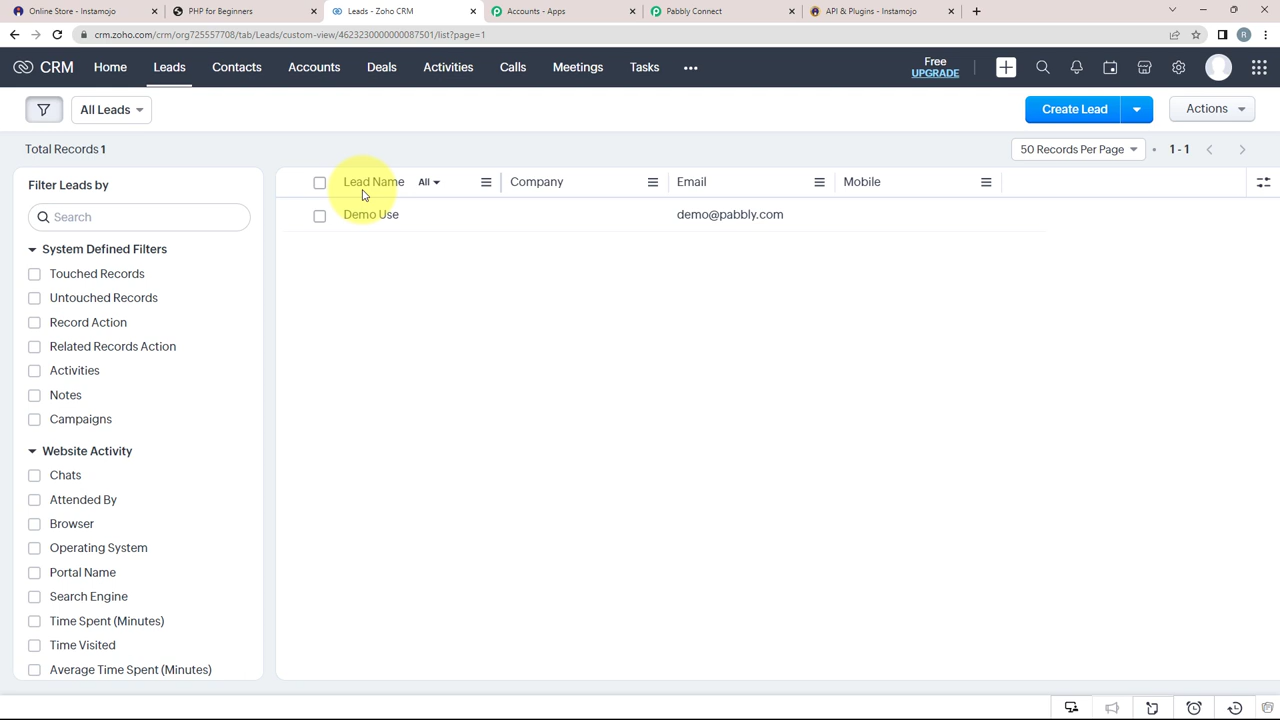 Online Store - Instamojo
PHP for Beginners
Leads - Zoho CRM
Accounts - Apps
Pabbly Connect
API & Plugins - Instamojo
crm.zoho.com/crm/org725557708/tab/Leads/custom-view/4623230000000087501/list?page=1
R
CRM
Home
Leads
Contacts
Accounts
Deals
Activities
Calls
Meetings
Tasks
Free
UPGRADE
All Leads
Create Lead
Actions
Total Records 1
50 Records Per Page
1 - 1
Filter Leads by
Search
System Defined Filters
Touched Records
Untouched Records
Record Action
Related Records Action
Activities
Notes
Campaigns
Website Activity
Chats
Attended By
Browser
Operating System
Portal Name
Search Engine
Time Spent (Minutes)
Time Visited
Average Time Spent (Minutes)
Lead Name All Company Email Mobile
Demo Use demo@pabbly.com